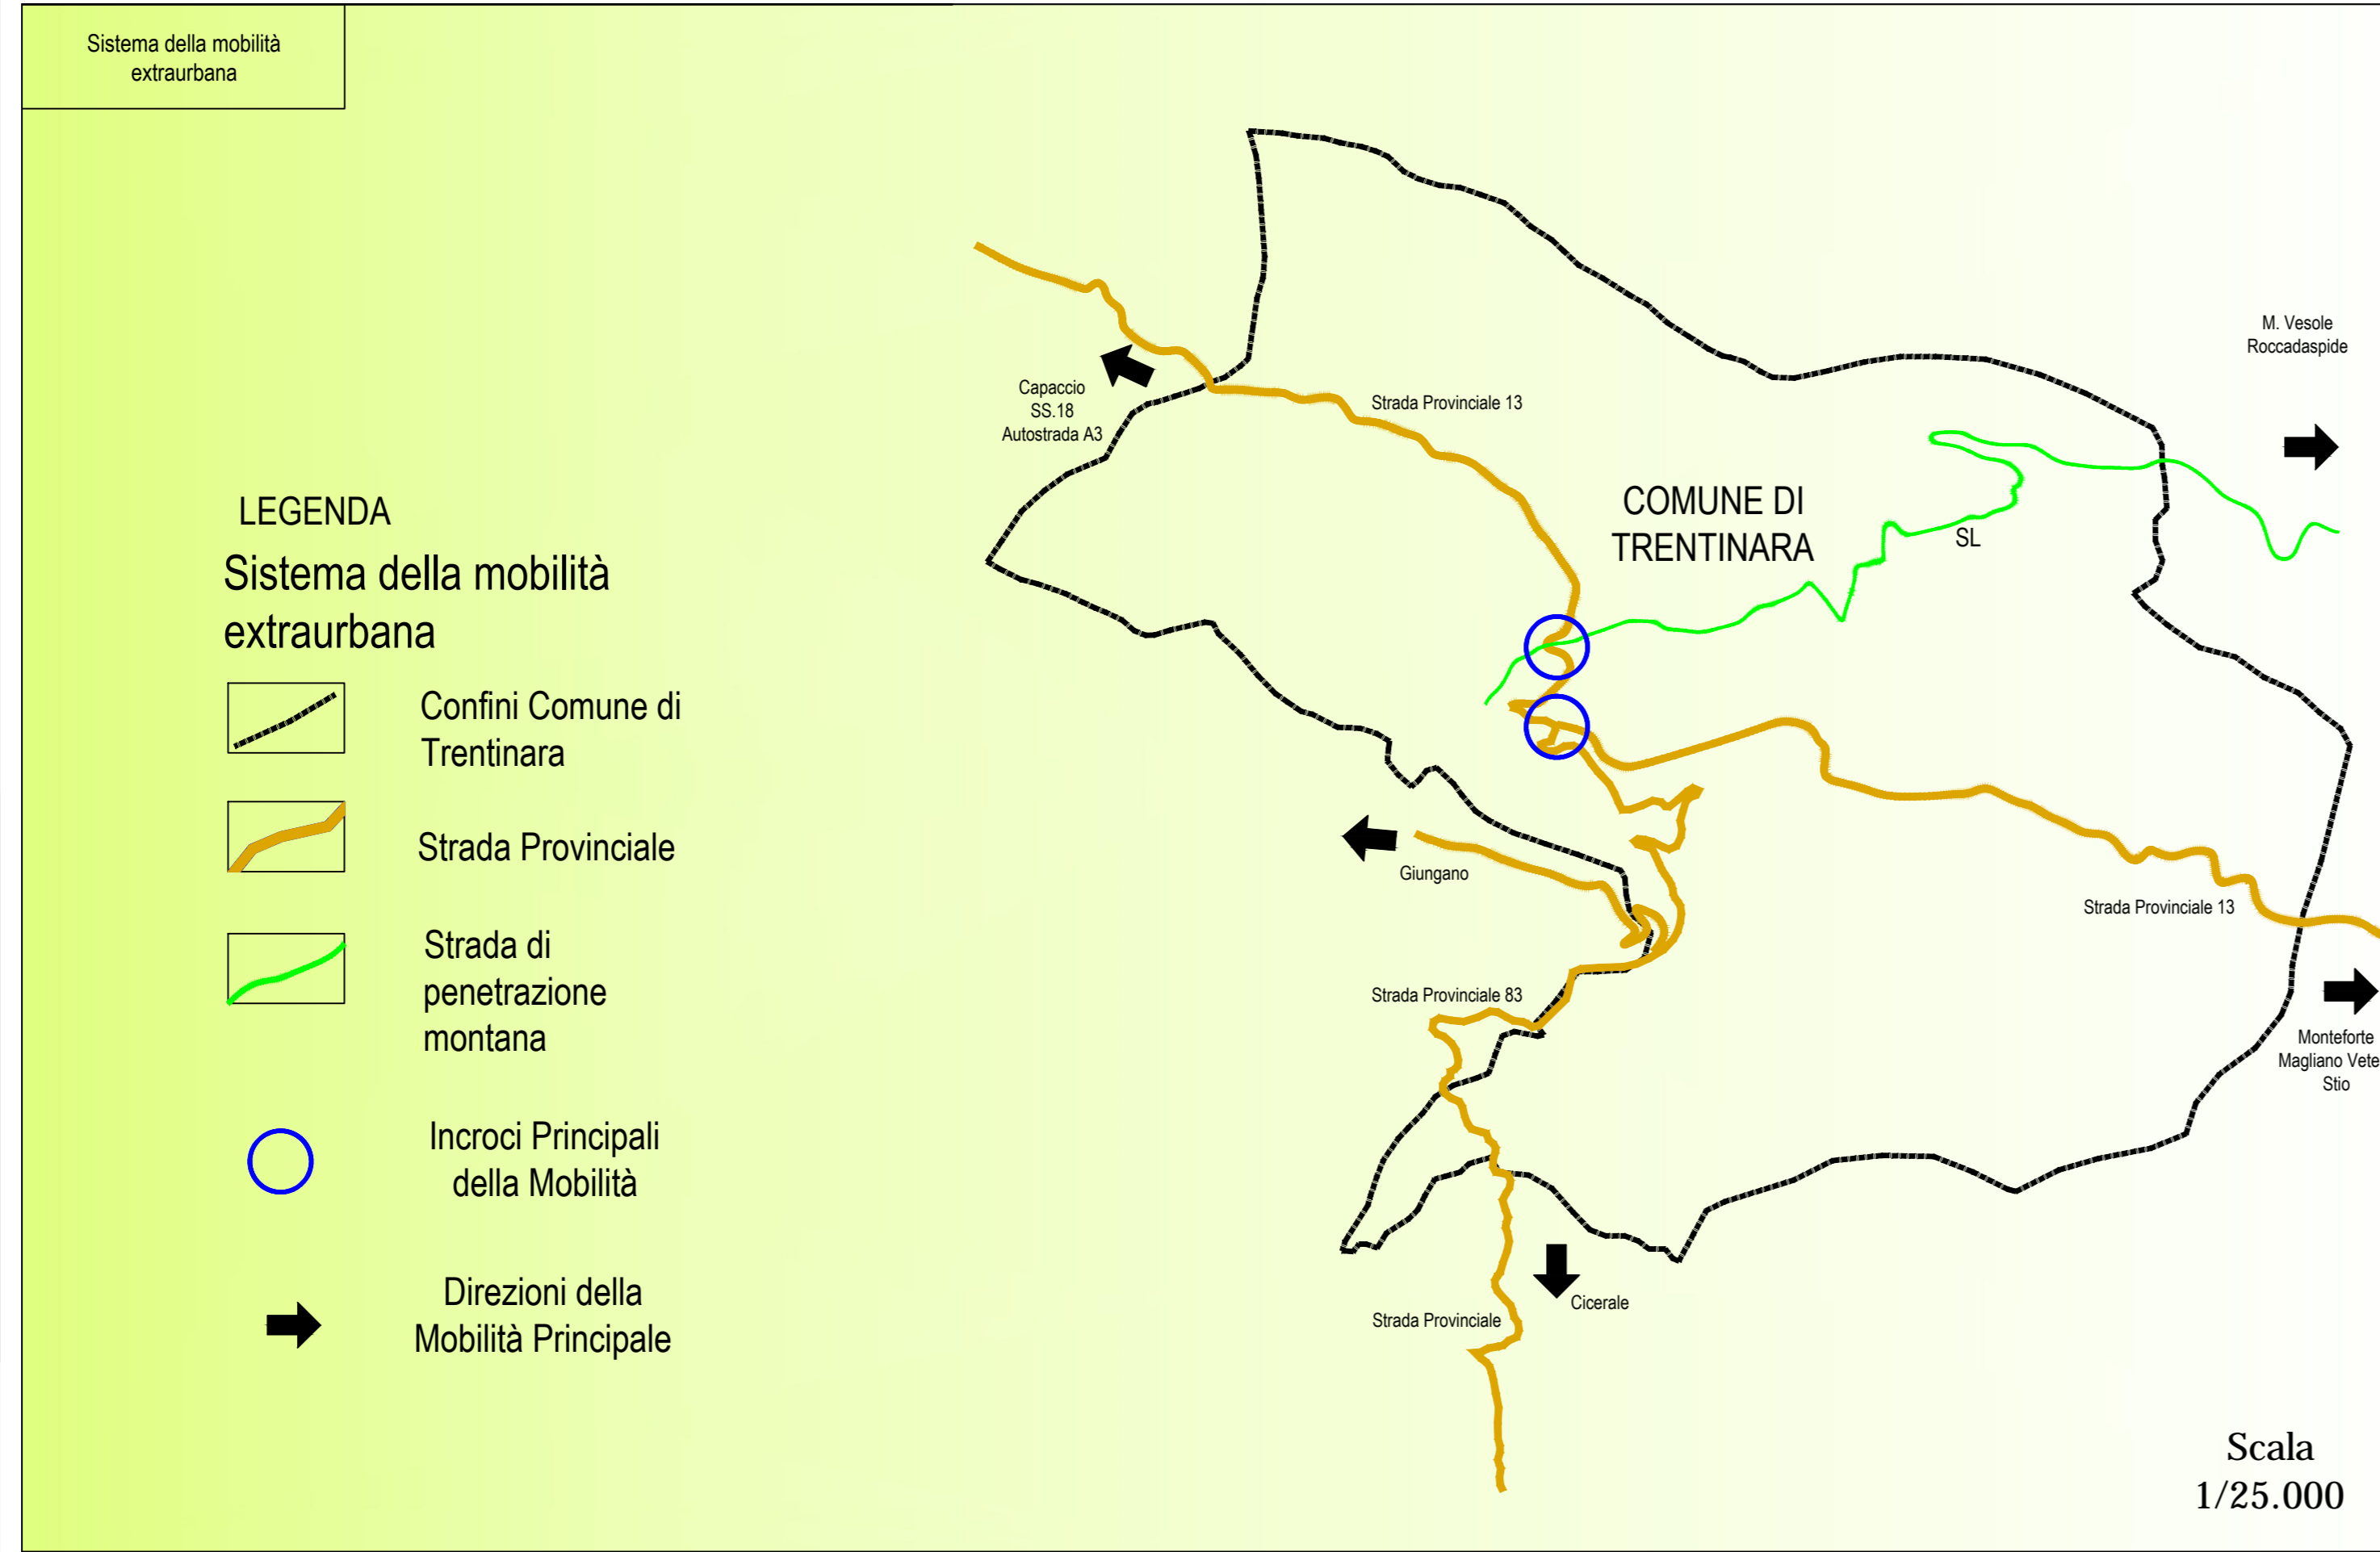 Sistema della mobilità
extraurbana
LEGENDA
Sistema della mobilità
extraurbana
Confini Comune di
Trentinara
Strada Provinciale
Strada di
penetrazione
montana
Incroci Principali
della Mobilità
Direzioni della
Mobilità Principale
Capaccio
SS.18
Autostrada A3
Strada Provinciale 13
M. Vesole
Roccadaspide
COMUNE DI
TRENTINARA
SL
Giungano
Strada Provinciale 13
Strada Provinciale 83
Monteforte
Magliano Vete
Stio
Cicerale
Strada Provinciale
Scala
1/25.000